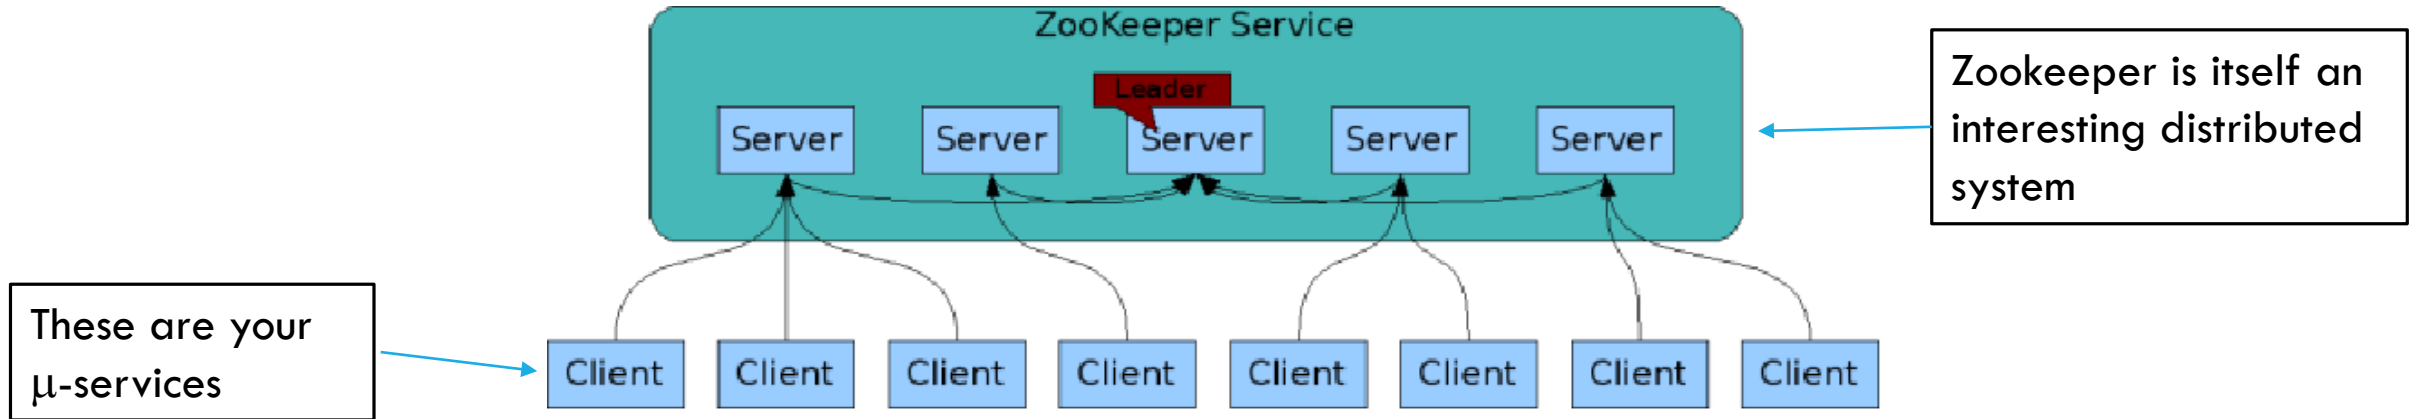 ZooKeeper Service
Leader
Server Server Server Server Server
Zookeeper is itself an
interesting distributed
system
These are your
μ-services
Client Client Client Client Client Client Client Client